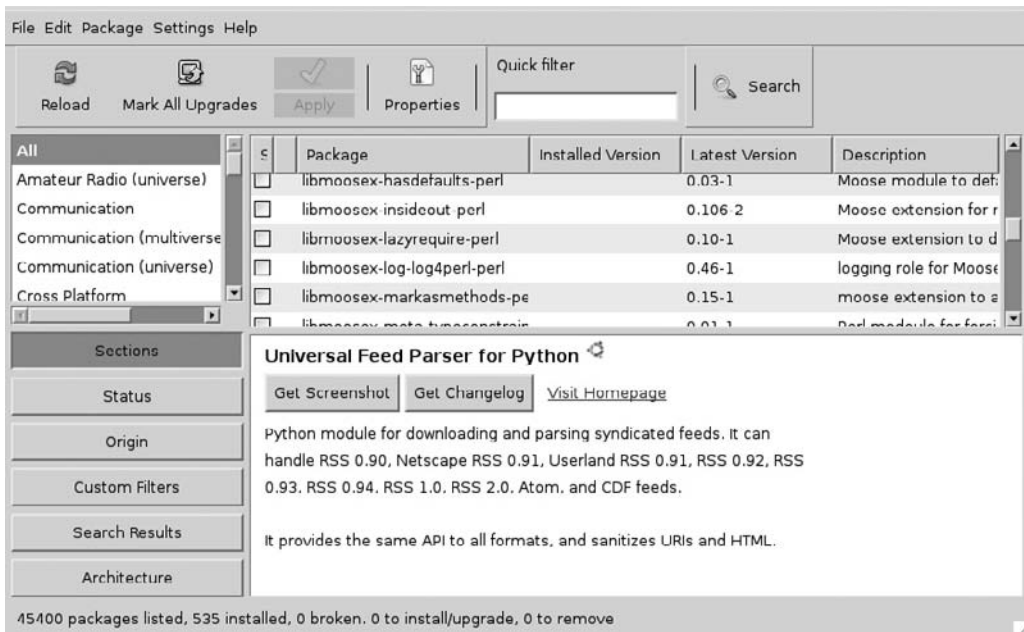 File Edit Package Settings Help
Reload Mark All Upgrades Apply Properties Quick filter Search
All
Amateur Radio (universe)
Communication
Communication (multiverse
Communication (universe)
Cross Platform
S Package Installed Version Latest Version Description
libmoosex-hasdefaults-perl 0.03-1 Moose module to
libmoosex-insideout-perl 0.106-2 Moose extension for
libmoosex-lazyrequire-perl 0.10-1 Moose extension to d
libmoosex-log-log4perl-perl 0.46-1 logging role for Moose
libmoosex-markasmethods-pe 0.15-1 moose extension to a
Sections
Status
Origin
Custom Filters
Search Results
Architecture
Universal Feed Parser for Python
Get Screenshot Get Changelog Visit Homepage
Python module for downloading and parsing syndicated feeds. It can
handle RSS 0.90, Netscape RSS 0.91, Userland RSS 0.91, RSS 0.92, RSS
0.93, RSS 0.94, RSS 1.0, RSS 2.0, Atom, and CDF feeds.
It provides the same API to all formats, and sanitizes URIs and HTML.
45400 packages listed, 535 installed, 0 broken. 0 to install/upgrade, 0 to remove